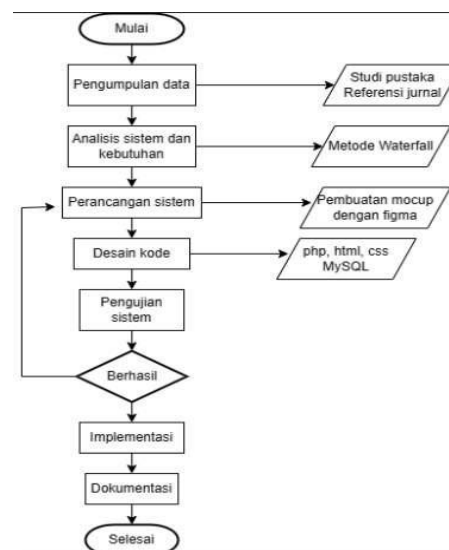 Mulai
Pengumpulan data
Studi pustaka
Referensi jurnal
Analisis sistem dan
kebutuhan
Metode Waterfall
Perancangan sistem
Pembuatan mocup
dengan figma
Desain kode
php, html, css
MySQL
Pengujian
sistem
Berhasil
Implementasi
Dokumentasi
Selesai